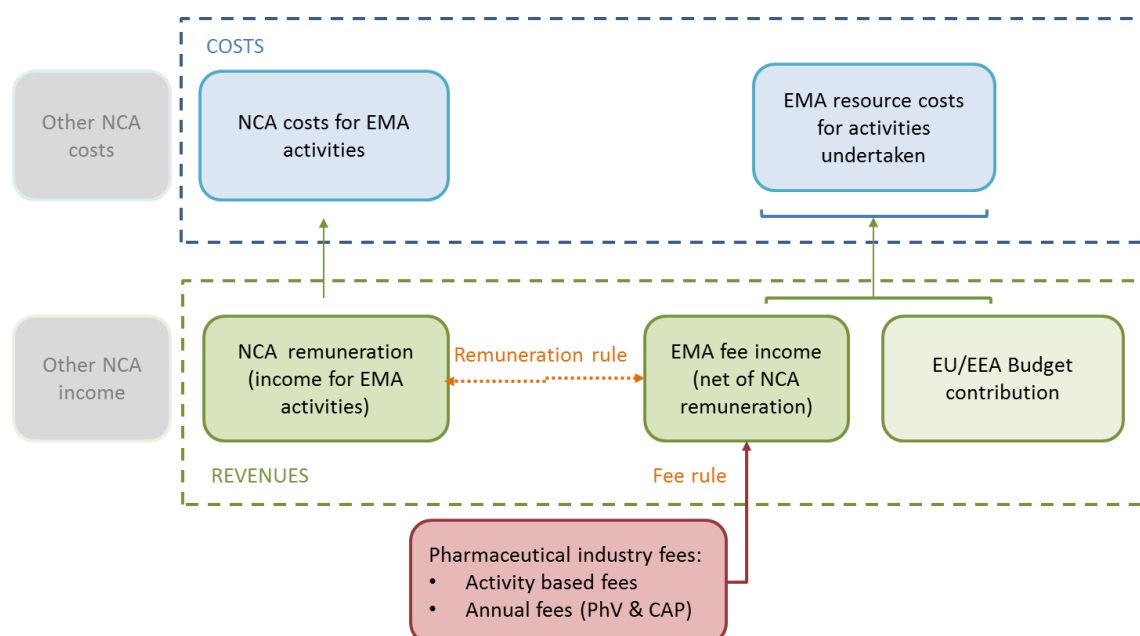 COSTS
Other NCA
costs
NCA costs for EMA
activities
EMA resource costs
for activities
undertaken
Other NCA
income
NCA remuneration
(income for EMA
activities)
Remuneration rule
EMA fee income
(net of NCA
remuneration)
EU/EEA Budget
contribution
REVENUES
Fee rule
Pharmaceutical industry fees:
• Activity based fees
• Annual fees (PhV & CAP)